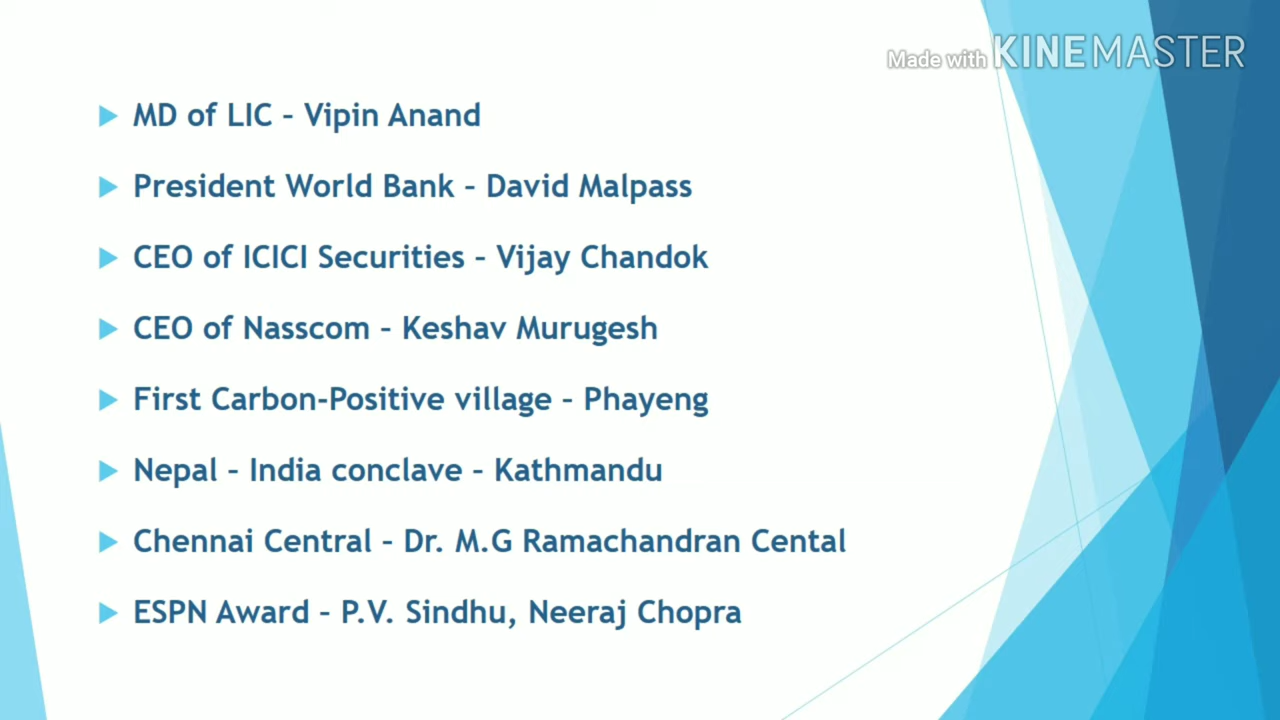 Made with KINEMASTER
MD of LIC – Vipin Anand
President World Bank – David Malpass
CEO of ICICI Securities – Vijay Chandok
CEO of Nasscom – Keshav Murugesh
First Carbon-Positive village – Phayeng
Nepal – India conclave – Kathmandu
Chennai Central – Dr. M.G Ramachandran Cental
ESPN Award – P.V. Sindhu, Neeraj Chopra